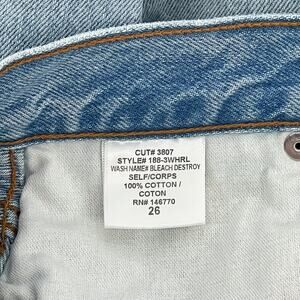 CUT# 3807
STYLE# 188-3WHRL
WASH NAME# BLEACH DESTROY
SELF/CORPS
100% COTTON /
COTON
RN# 146770
26